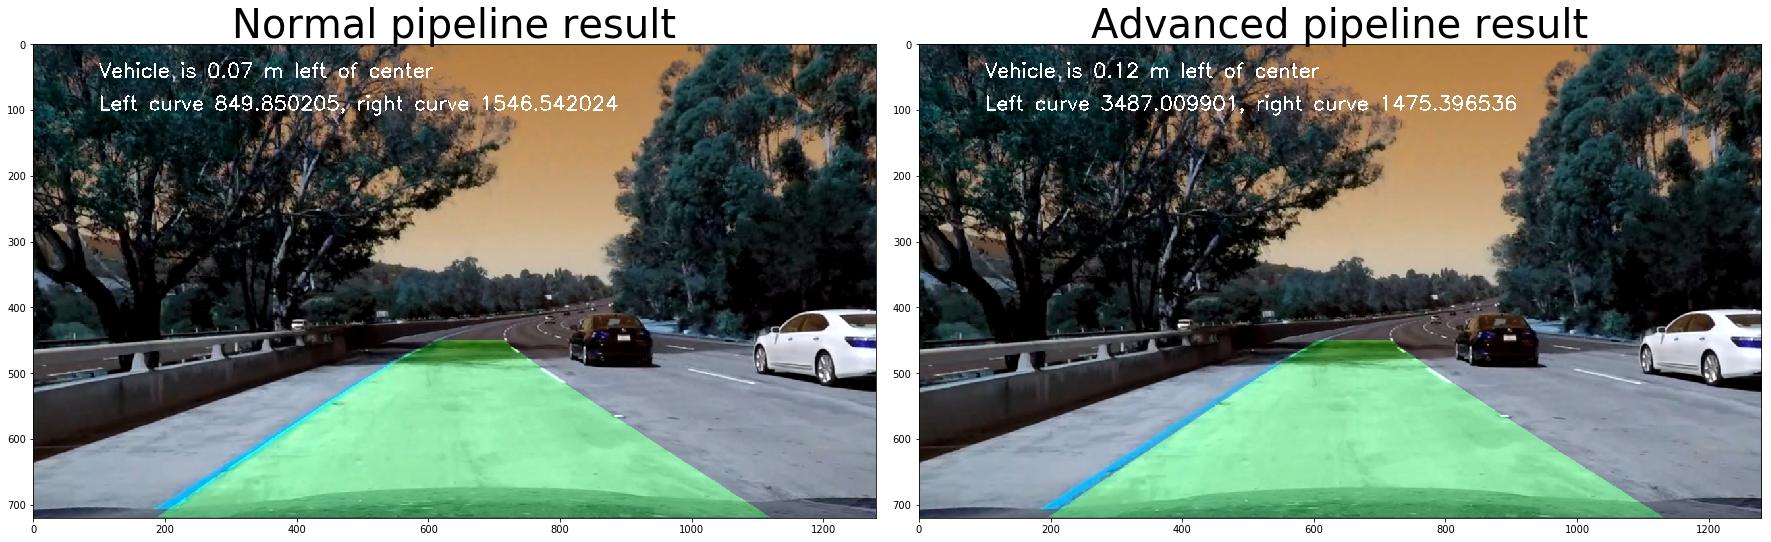 Normal pipeline result
Vehicle is 0.07 m left of center
Left curve 849.850205, right curve 1546.542024
0
100
200
300
400
500
600
700
0 200 400 600 800 1000 1200
Advanced pipeline result
Vehicle is 0.12 m left of center
Left curve 3487.009901, right curve 1475.396536
0
100
200
300
400
500
600
700
0 200 400 600 800 1000 1200